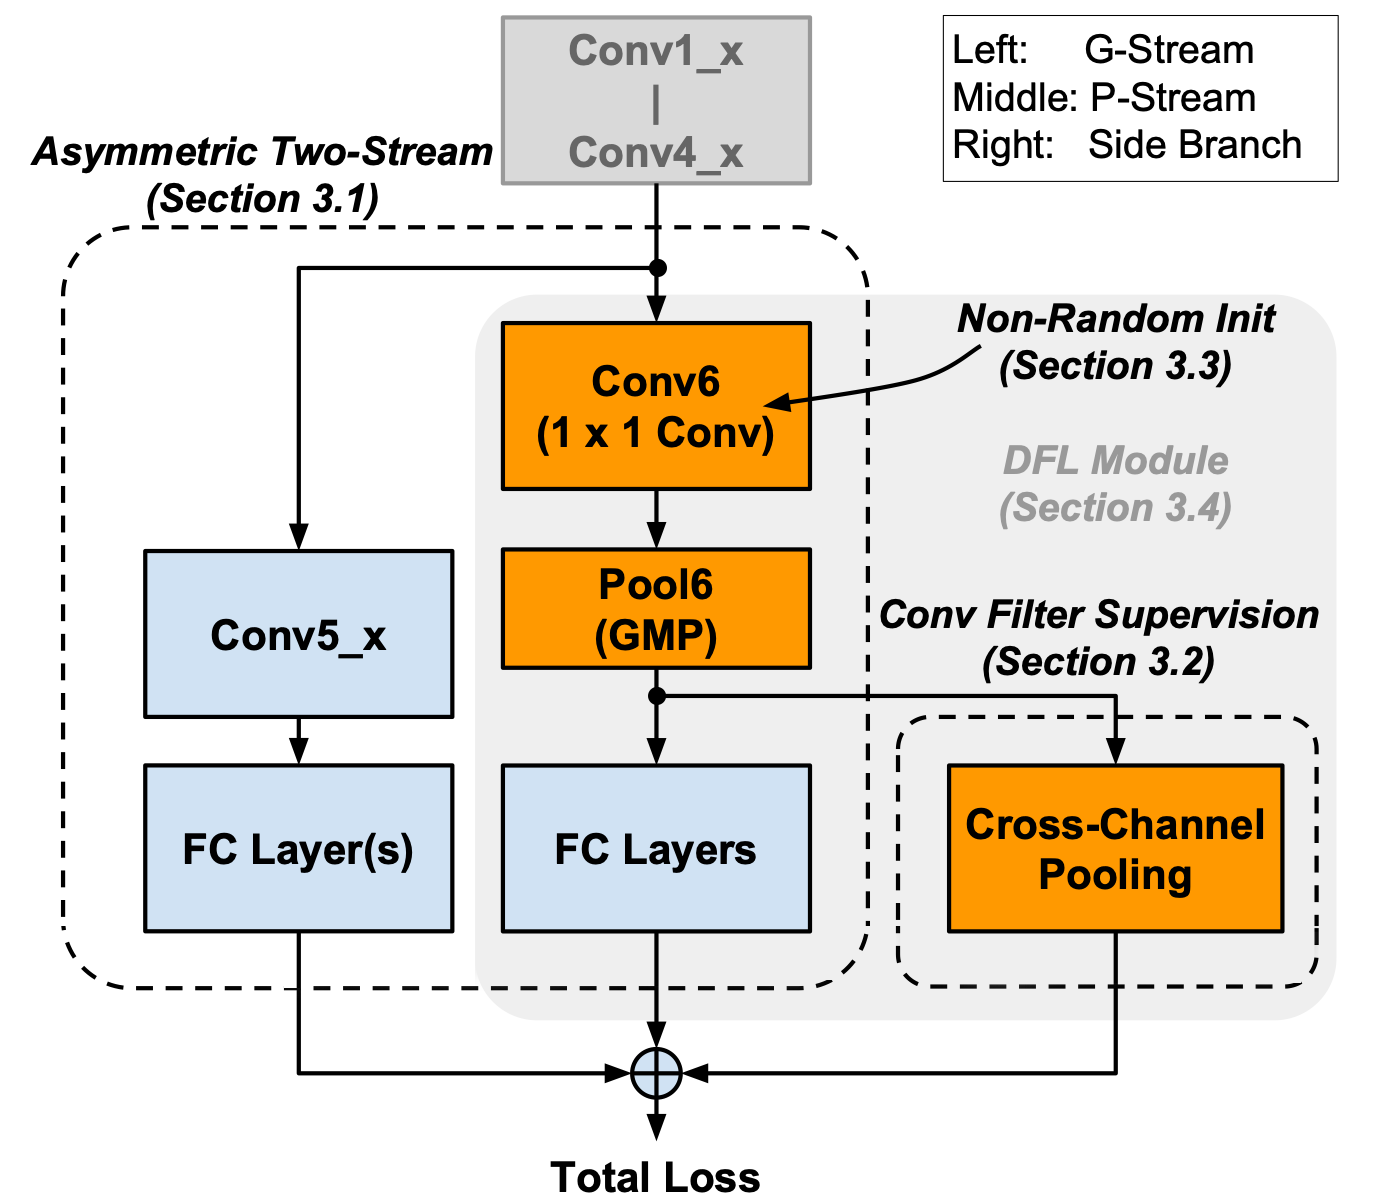 Conv1_x
|
Conv4_x
Left: G-Stream
Middle: P-Stream
Right: Side Branch
Asymmetric Two-Stream
(Section 3.1)
Non-Random Init
(Section 3.3)
Conv6
(1 x 1 Conv)
DFL Module
(Section 3.4)
Pool6
(GMP)
Conv5_x
Conv Filter Supervision
(Section 3.2)
FC Layer(s)
FC Layers
Cross-Channel
Pooling
Total Loss